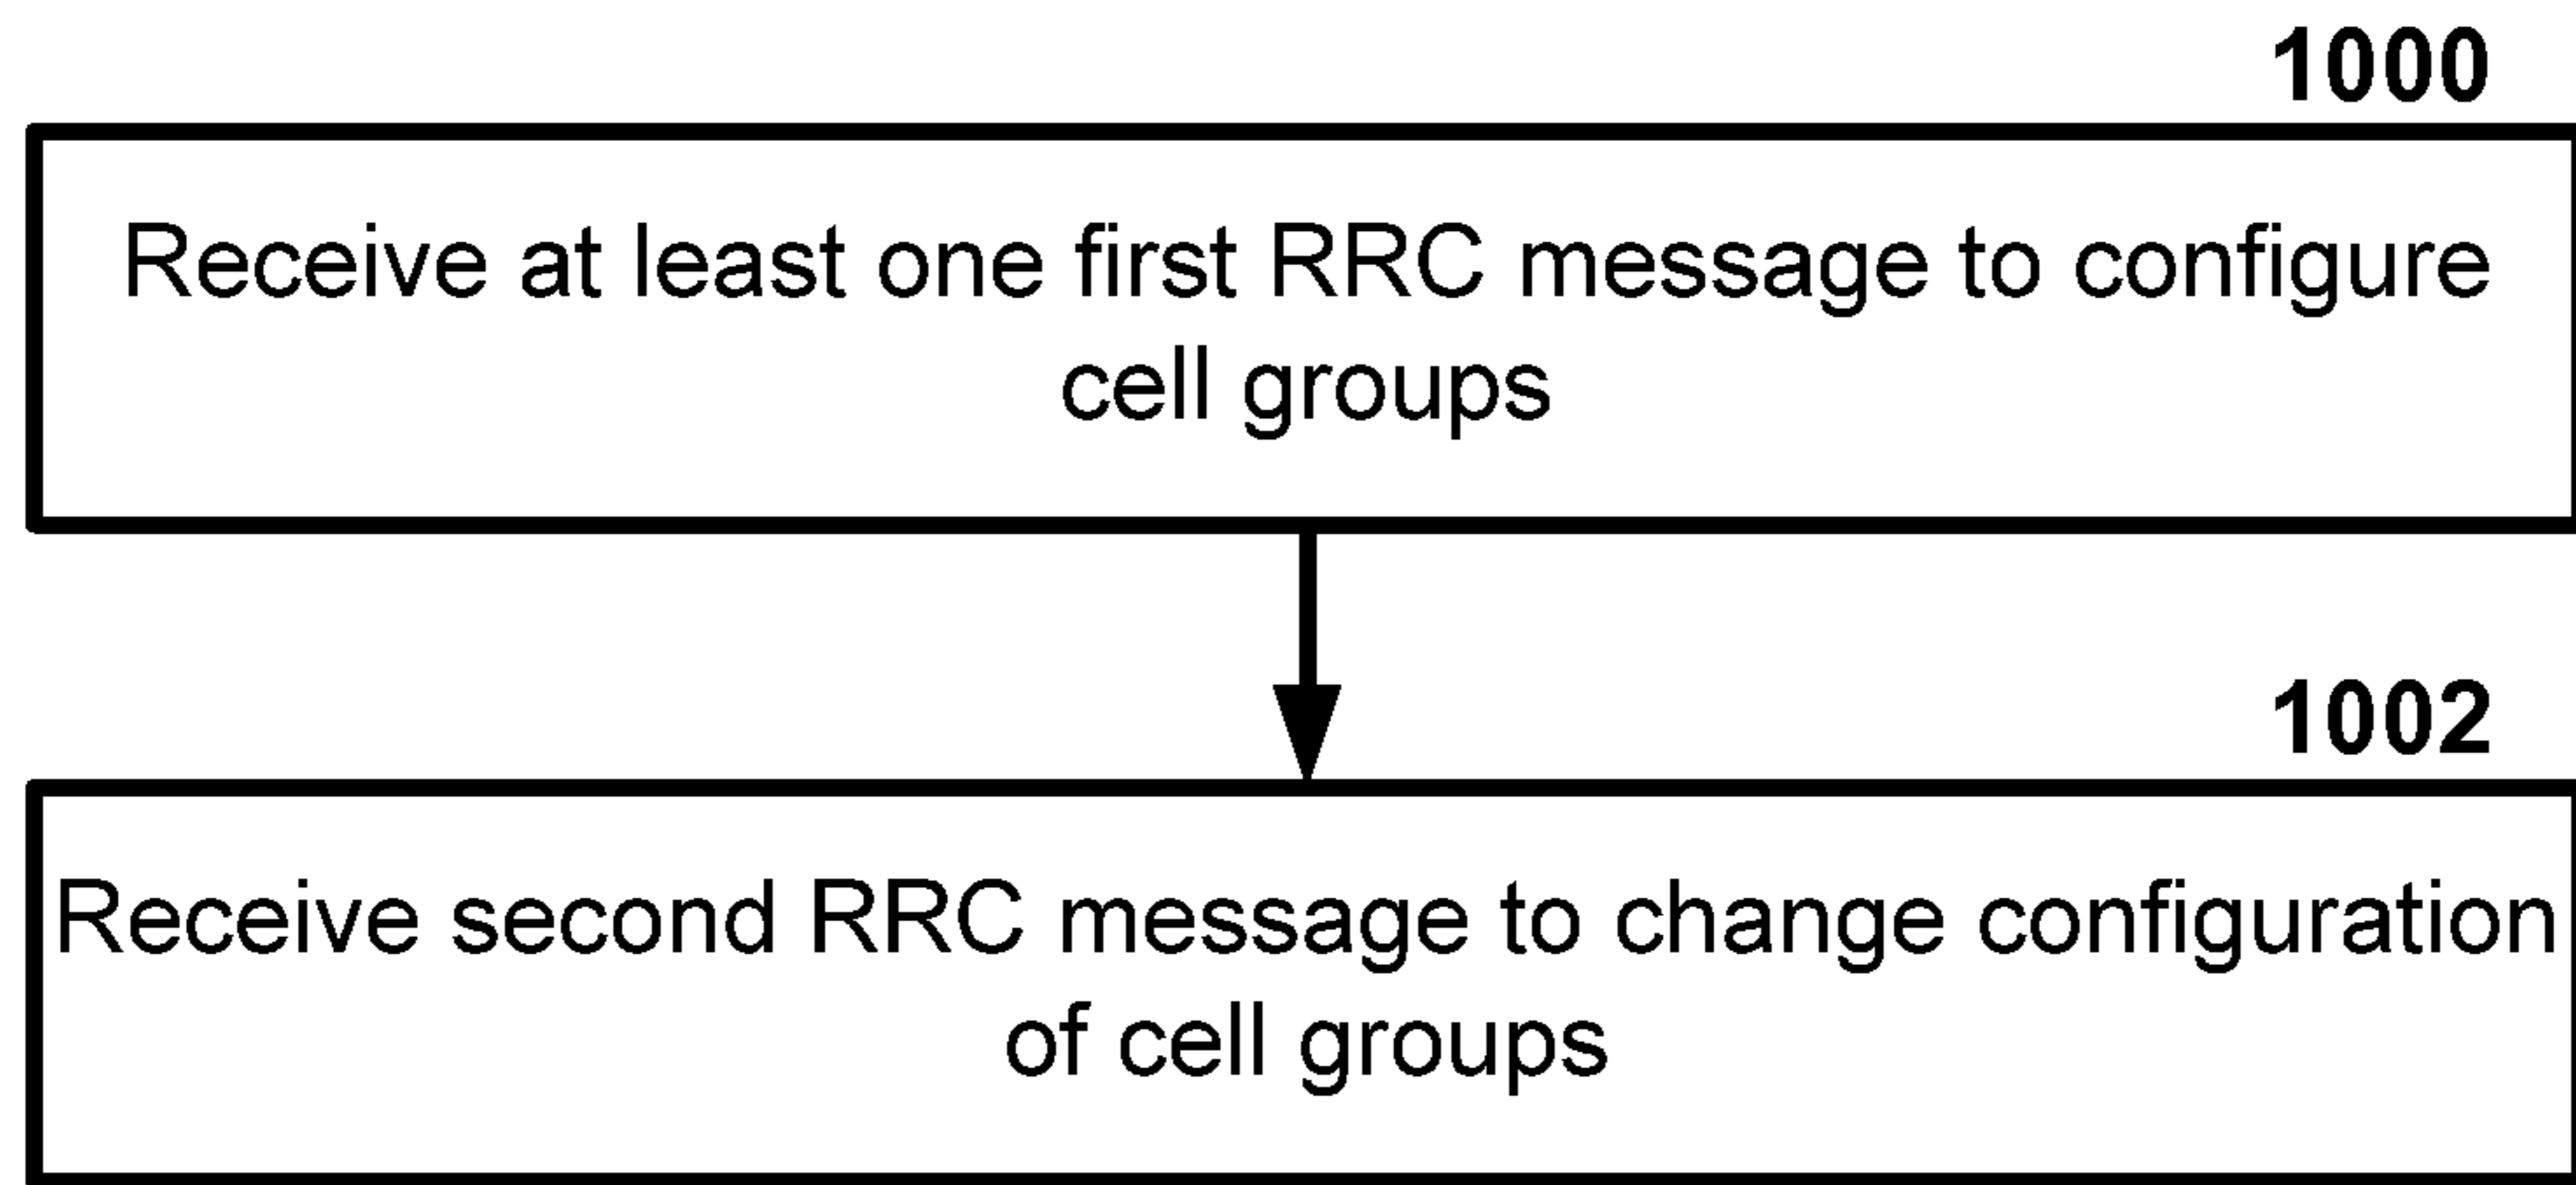 1000
Receive at least one first RRC message to configure
cell groups
1002
Receive second RRC message to change configuration
of cell groups